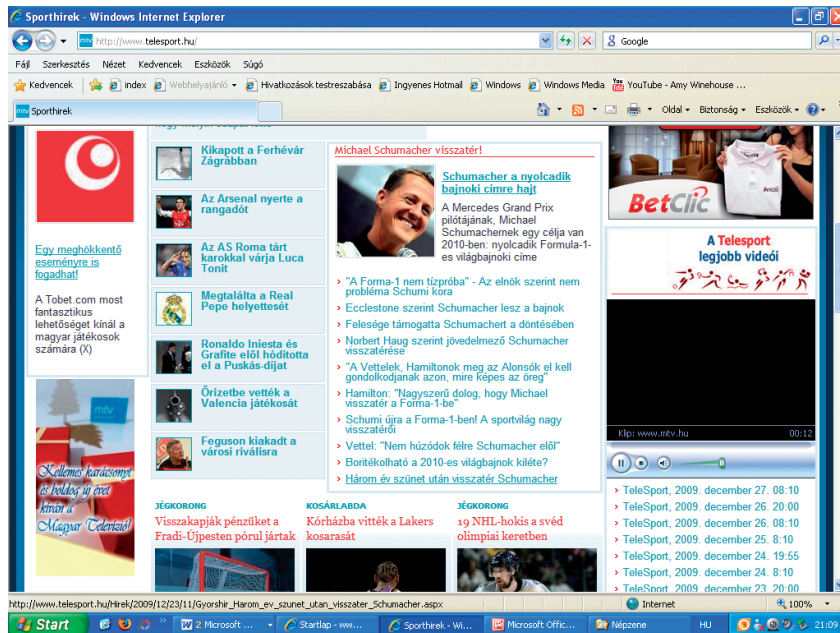 Sporthirek - Windows Internet Explorer
http://www.telesport.hu/
Google
Fájl Szerkesztés Nézet Kedvencek Eszközök Súgó
Kedvencek index Webhelyajánló Hivatkozások testreszabása Ingyenes Hotmail Windows Windows Media YouTube - Amy Winehouse ...
mtv Sporthirek
Oldal Biztonság Eszközök
Egy meghökkentő
eseményre is
fogadhat!
A Tobet.com most
fantasztikus
lehetőséget kínál a
magyar játékosok
számára (X)
mtv
Kellemes karácsonyt
és boldog új évet
kíván a
Magyar Televízió!
Kikapott a Ferhévár
Zágrábban
Az Arsenal nyerte a
rangadót
Az AS Roma tárt
karokkal várja Luca
Tonit
Megtalálta a Real
Pepe helyettesét
Ronaldo Iniesta és
Grafite elől hódította
el a Puskás-díjat
Őrizetbe vették a
Valencia játékosát
Feguson kiakadt a
városi riválisra
Michael Schumacher visszatér!
Schumacher a nyolcadik
bajnoki címre hajt
A Mercedes Grand Prix
pilótájának, Michael
Schumachernek egy célja van
2010-ben: nyolcadik Formula-1-
es világbajnoki címe
"A Forma-1 nem tízpróba" - Az elnök szerint nem
probléma Schumi kora
Ecclestone szerint Schumacher lesz a bajnok
Felesége támogatta Schumachert a döntésében
Norbert Haug szerint jövedelmező Schumacher
visszatérése
"A Vettelek, Hamiltonok meg az Alonsók el kell
gondolkodjanak azon, mire képes az öreg"
Hamilton: "Nagyszerű dolog, hogy Michael
visszatér a Forma-1-be"
Schumi újra a Forma-1-ben! A sportvilág nagy
visszatérői
Vettel: "Nem húzódok félre Schumacher elől"
Borítékolható a 2010-es világbajnok kiléte?
Három év szünet után visszatér Schumacher
JÉGKORONG
Visszakapják pénzüket a
Fradi-Újpesten pórul jártak
KOSÁRLABDA
Kórházba vitték a Lakers
kosarását
JÉGKORONG
19 NHL-hokis a svéd
olimpiai keretben
BetClic
BetClic
A Telesport
legjobb videói
Klip: www.mtv.hu 00:12
TeleSport, 2009. december 27. 08:10
TeleSport, 2009. december 26. 20:00
TeleSport, 2009. december 26. 08:10
TeleSport, 2009. december 25. 8:10
TeleSport, 2009. december 24. 19:55
TeleSport, 2009. december 24. 8:10
TeleSport, 2009. december 23. 20:00
http://www.telesport.hu/Hirek/2009/12/23/11/Gyorshir_Harom_ev_szunet_utan_visszater_Schumacher.aspx
Internet 100%
Start 2 Microsoft ... Startlap - ww... Sporthirek - Wi... Microsoft Offic... Népzene HU 21:09